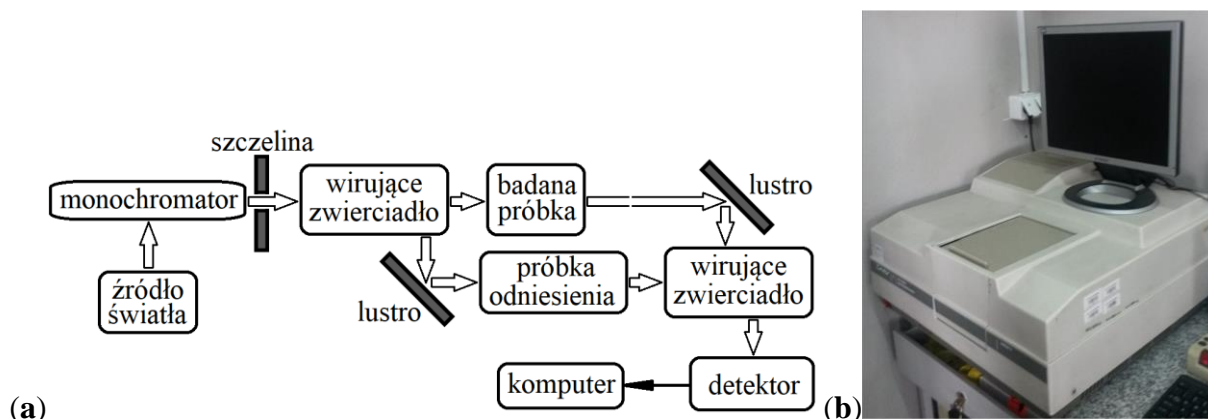 szczelina
monochromator
wirujące
zwierciadło
badana
próbka
lustro
źródło
światła
lustro
próbka
odniesienia
wirujące
zwierciadło
komputer
detektor
(a)
(b)